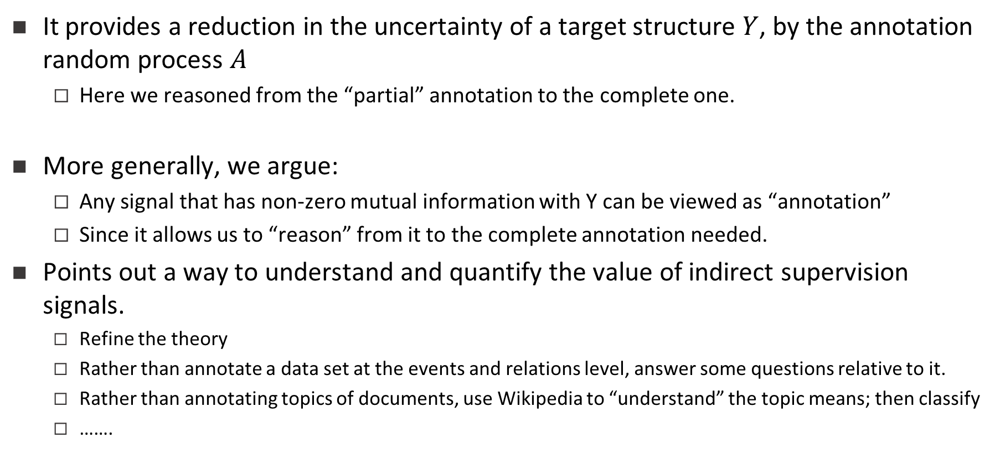 ■ It provides a reduction in the uncertainty of a target structure Y, by the annotation
random process A
□ Here we reasoned from the “partial” annotation to the complete one.
■ More generally, we argue:
□ Any signal that has non-zero mutual information with Y can be viewed as “annotation”
□ Since it allows us to “reason” from it to the complete annotation needed.
■ Points out a way to understand and quantify the value of indirect supervision
signals.
□ Refine the theory
□ Rather than annotate a data set at the events and relations level, answer some questions relative to it.
□ Rather than annotating topics of documents, use Wikipedia to “understand” the topic means; then classify
□ .......